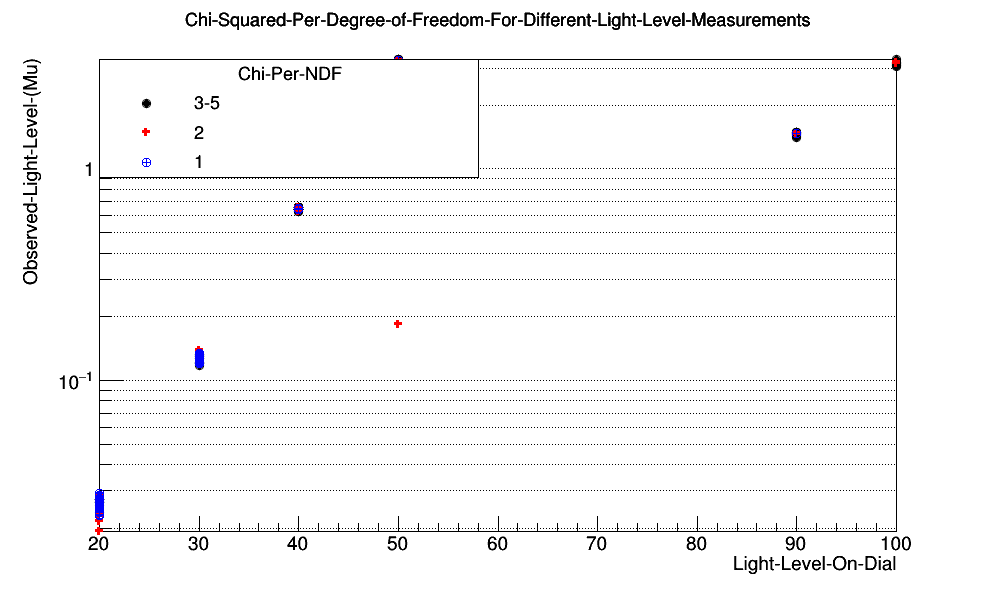 Chi-Squared-Per-Degree-of-Freedom-For-Different-Light-Level-Measurements
Observed-Light-Level-(Mu)
Chi-Per-NDF
3-5
2
1
1
10⁻¹
20 30 40 50 60 70 80 90 100
Light-Level-On-Dial